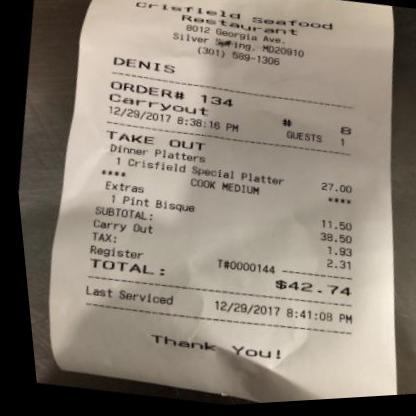 Crisfield Seafood
Restaurant
8012 Georgia Ave.
Silver Spring, MD20910
(301) 589-1306
DENIS
ORDER# 134 # 8
Carryout GUESTS 1
12/29/2017 8:38:16 PM
TAKE OUT
Dinner Platters
1 Crisfield Special Platter 27.00
**** COOK MEDIUM ****
Extras
1 Pint Bisque 11.50
SUBTOTAL: 38.50
Carry Out 1.93
TAX: 2.31
Register T#0000144
TOTAL: $42.74
Last Serviced 12/29/2017 8:41:08 PM
Thank You!